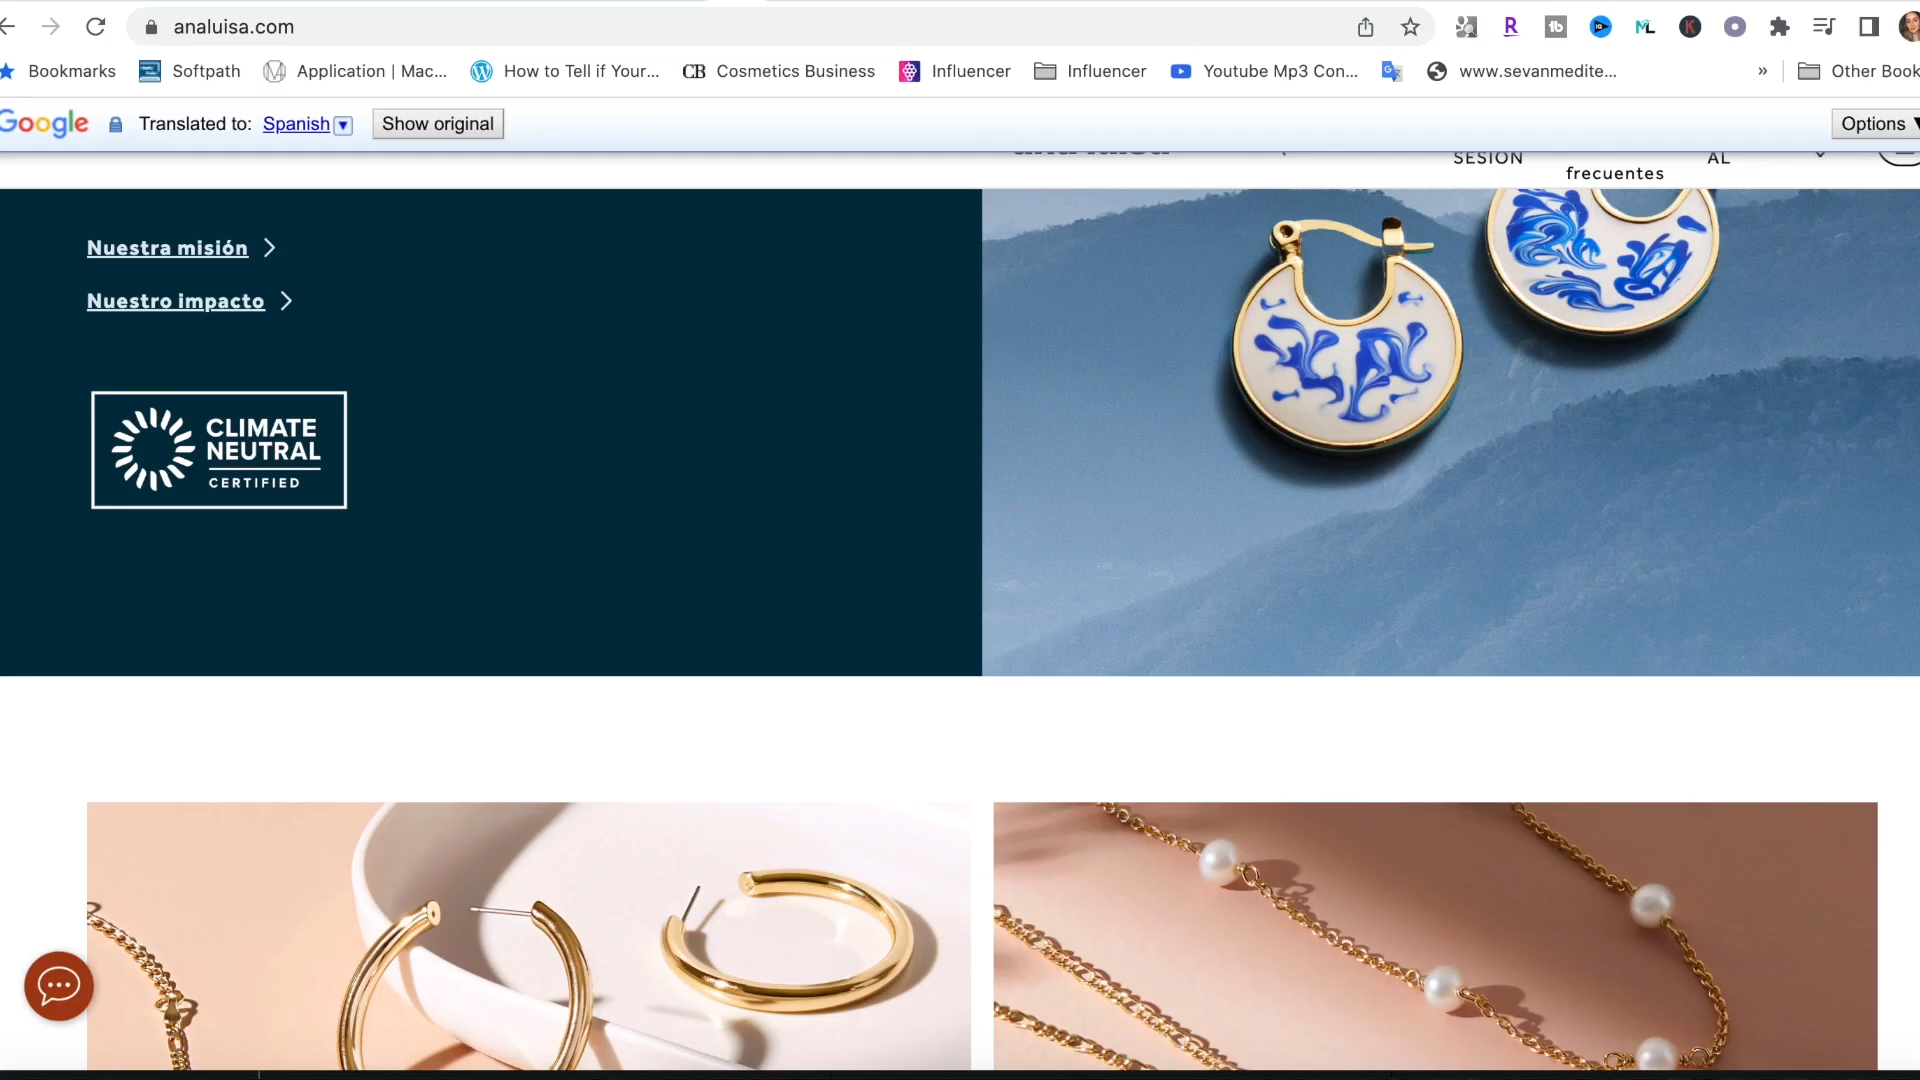 analuisa.com
Bookmarks Softpath Application | Mac... How to Tell if Your... CB Cosmetics Business Influencer Influencer Youtube Mp3 Con... www.sevanmedite... » Other Book
Google Translated to: Spanish Show original Options
SESIÓN AL
frecuentes
Nuestra misión
Nuestro impacto
CLIMATE
NEUTRAL
CERTIFIED